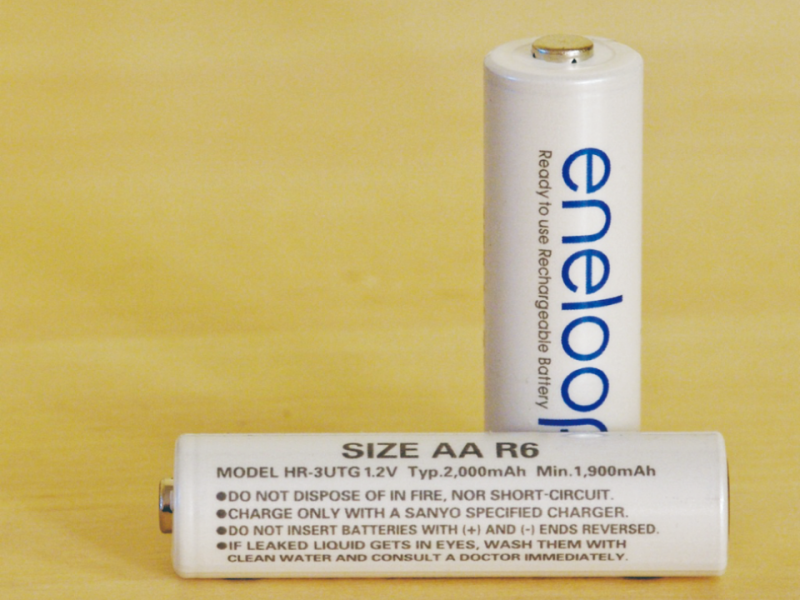 eneloop
Ready to use Rechargeable Battery
SIZE AA R6
MODEL HR-3UTG 1.2V Typ.2,000mAh Min.1,900mAh
●DO NOT DISPOSE OF IN FIRE, NOR SHORT-CIRCUIT.
●CHARGE ONLY WITH A SANYO SPECIFIED CHARGER.
●DO NOT INSERT BATTERIES WITH (+) AND (-) ENDS REVERSED.
●IF LEAKED LIQUID GETS IN EYES, WASH THEM WITH
CLEAN WATER AND CONSULT A DOCTOR IMMEDIATELY.